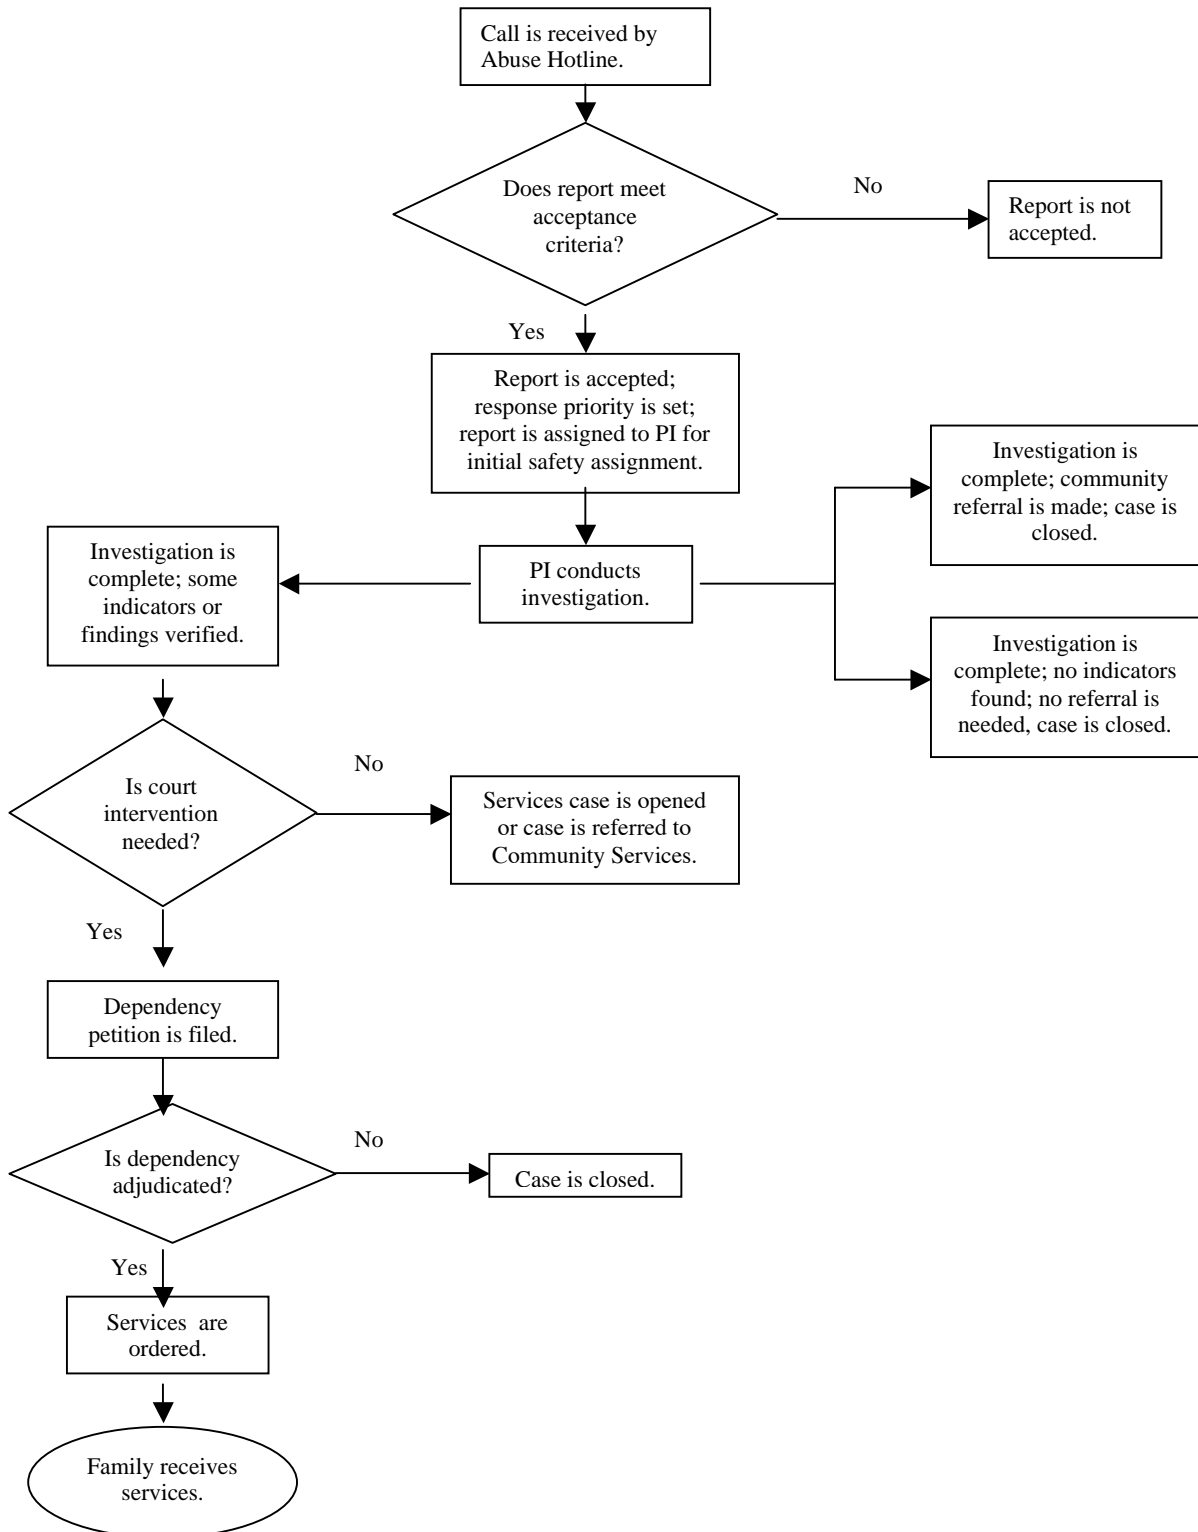 Call is received by
Abuse Hotline.
Does report meet
acceptance
criteria?
No
Report is not
accepted.
Yes
Report is accepted;
response priority is set;
report is assigned to PI for
initial safety assignment.
Investigation is
complete; community
referral is made; case is
closed.
Investigation is
complete; some
indicators or
findings verified.
PI conducts
investigation.
Investigation is
complete; no indicators
found; no referral is
needed, case is closed.
Is court
intervention
needed?
No
Services case is opened
or case is referred to
Community Services.
Yes
Dependency
petition is filed.
Is dependency
adjudicated?
No
Case is closed.
Yes
Services  are
ordered.
Family receives
services.